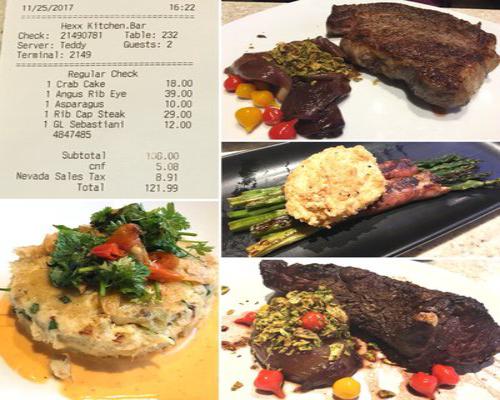 11/25/2017 16:22
Hexx Kitchen.Bar
Check: 21490781 Table: 232
Server: Teddy Guests: 2
Terminal: 2149
Regular Check
1 Crab Cake 18.00
1 Angus Rib Eye 39.00
1 Asparagus 10.00
1 Rib Cap Steak 29.00
1 GL Sebastiani 12.00
4847485
Subtotal 108.00
cnf 5.08
Nevada Sales Tax 8.91
Total 121.99